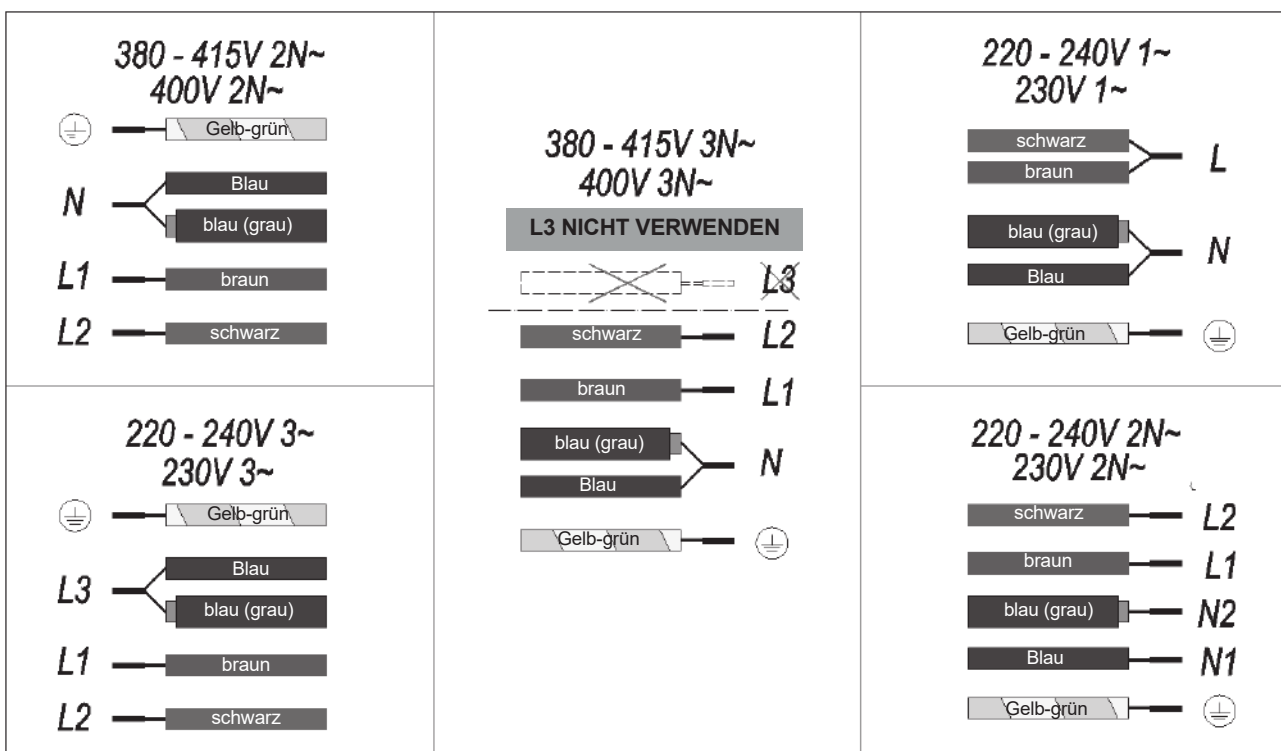 380 - 415V 2N~
400V 2N~
Gelb-grün
N
Blau
blau (grau)
L1
braun
L2
schwarz
220 - 240V 3~
230V 3~
Gelb-grün
L3
Blau
blau (grau)
L1
braun
L2
schwarz
380 - 415V 3N~
400V 3N~
L3 NICHT VERWENDEN
L3
schwarz
L2
braun
L1
blau (grau)
N
Blau
Gelb-grün
220 - 240V 1~
230V 1~
schwarz
L
braun
blau (grau)
N
Blau
Gelb-grün
220 - 240V 2N~
230V 2N~
schwarz
L2
braun
L1
blau (grau)
N2
Blau
N1
Gelb-grün